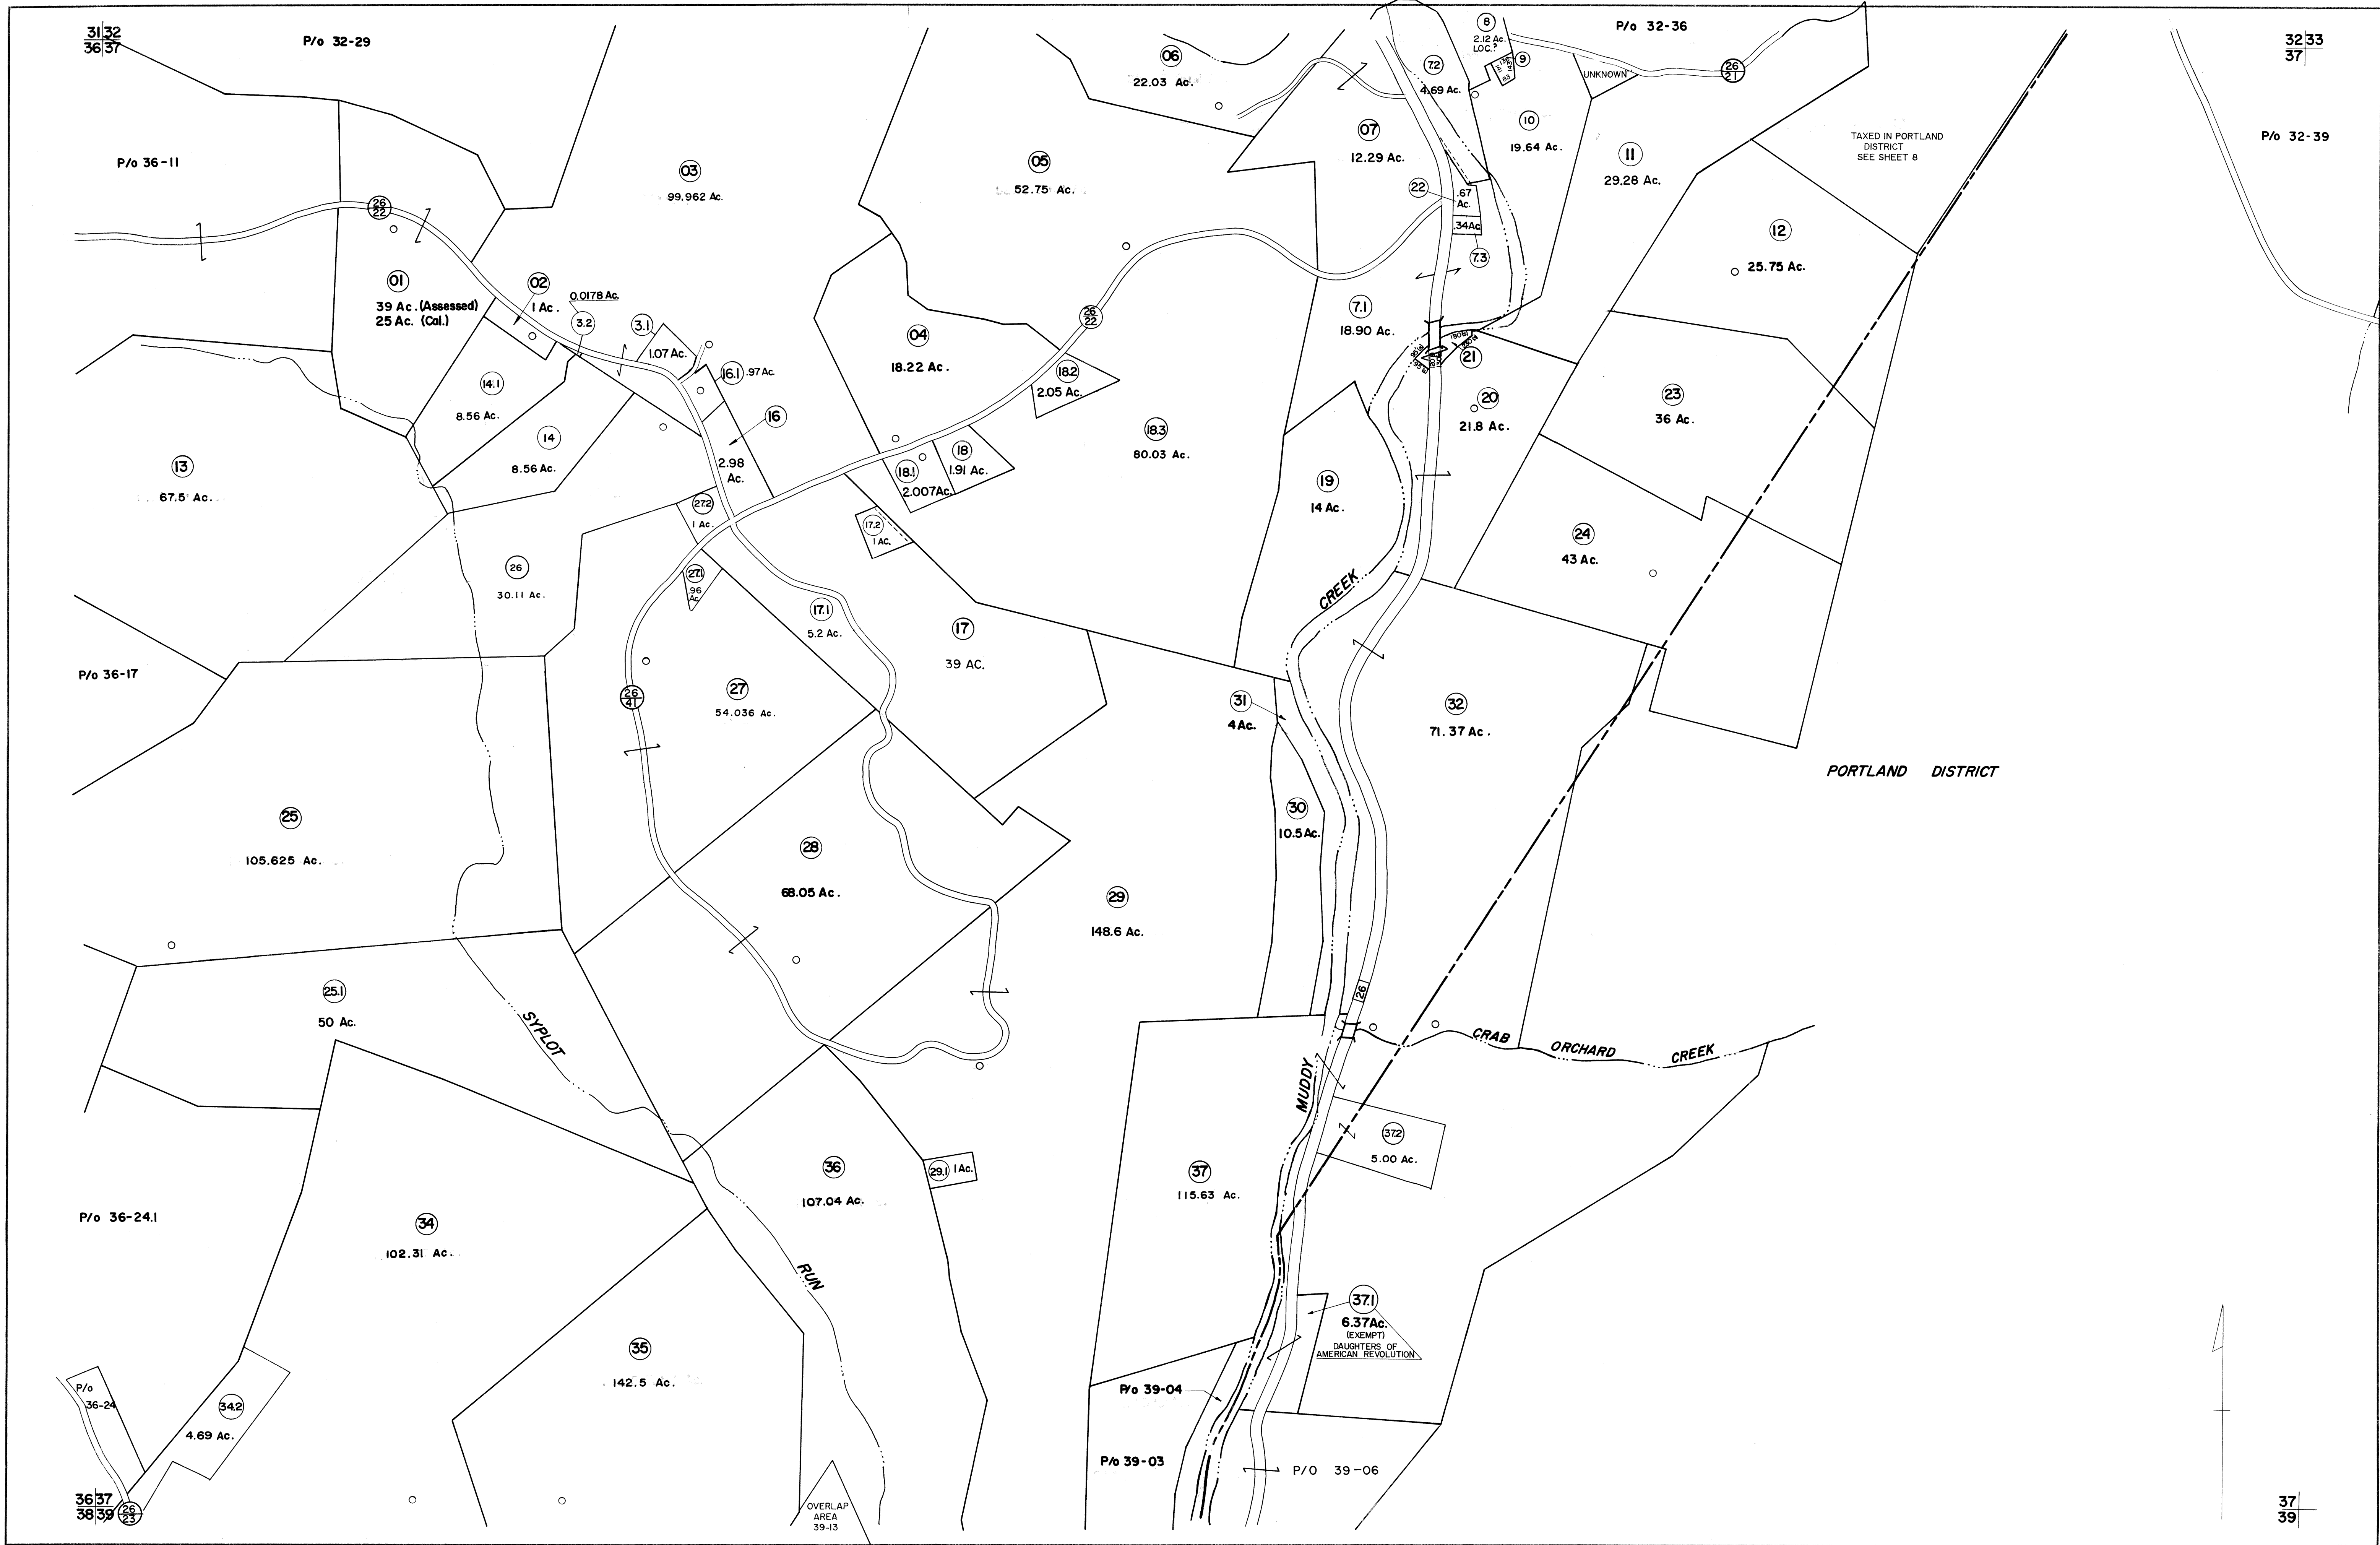 31|32
36|37
P/o 32-29
P/o 36-11
26
22
01
39 Ac. (Assessed)
25 Ac. (Cal.)
02
1 Ac.
0.0178 Ac.
3.2
3.1
1.07 Ac.
03
99.962 Ac.
06
22.03 Ac.
05
52.75 Ac.
04
18.22 Ac.
26
22
18.2
2.05 Ac.
07
12.29 Ac.
7.2
4.69 Ac.
8
2.12 Ac.
LOC.?
9
83
10
19.64 Ac.
P/o 32-36
UNKNOWN
26
21
11
29.28 Ac.
TAXED IN PORTLAND
DISTRICT
SEE SHEET 8
32|33
37
P/o 32-39
22
.67
Ac.
.34Ac
7.3
7.1
18.90 Ac.
12
25.75 Ac.
21
20
21.8 Ac.
23
36 Ac.
24
43 Ac.
13
67.5 Ac.
14.1
8.56 Ac.
14
8.56 Ac.
16.1
.97 Ac.
16
2.98
Ac.
18.1
2.007Ac.
18
1.91 Ac.
18.3
80.03 Ac.
19
14 Ac.
27.2
1 Ac.
17.2
1 AC.
26
30.11 Ac.
27.1
.96
Ac.
17.1
5.2 Ac.
17
39 AC.
CREEK
P/o 36-17
26
41
27
54.036 Ac.
31
4 Ac.
32
71.37 Ac.
PORTLAND DISTRICT
25
105.625 Ac.
28
68.05 Ac.
30
10.5 Ac.
29
148.6 Ac.
26
25.1
50 Ac.
SYPLOT
RUN
CRAB ORCHARD CREEK
MUDDY
37.2
5.00 Ac.
36
107.04 Ac.
29.1
1 Ac.
37
115.63 Ac.
P/o 36-24.1
34
102.31 Ac.
37.1
6.37Ac.
(EXEMPT)
DAUGHTERS OF
AMERICAN REVOLUTION
35
142.5 Ac.
P/o
36-24
34.2
4.69 Ac.
P/o 39-04
P/o 39-03
P/O 39-06
36|37
38|39
26
23
OVERLAP
AREA
39-13
37
39